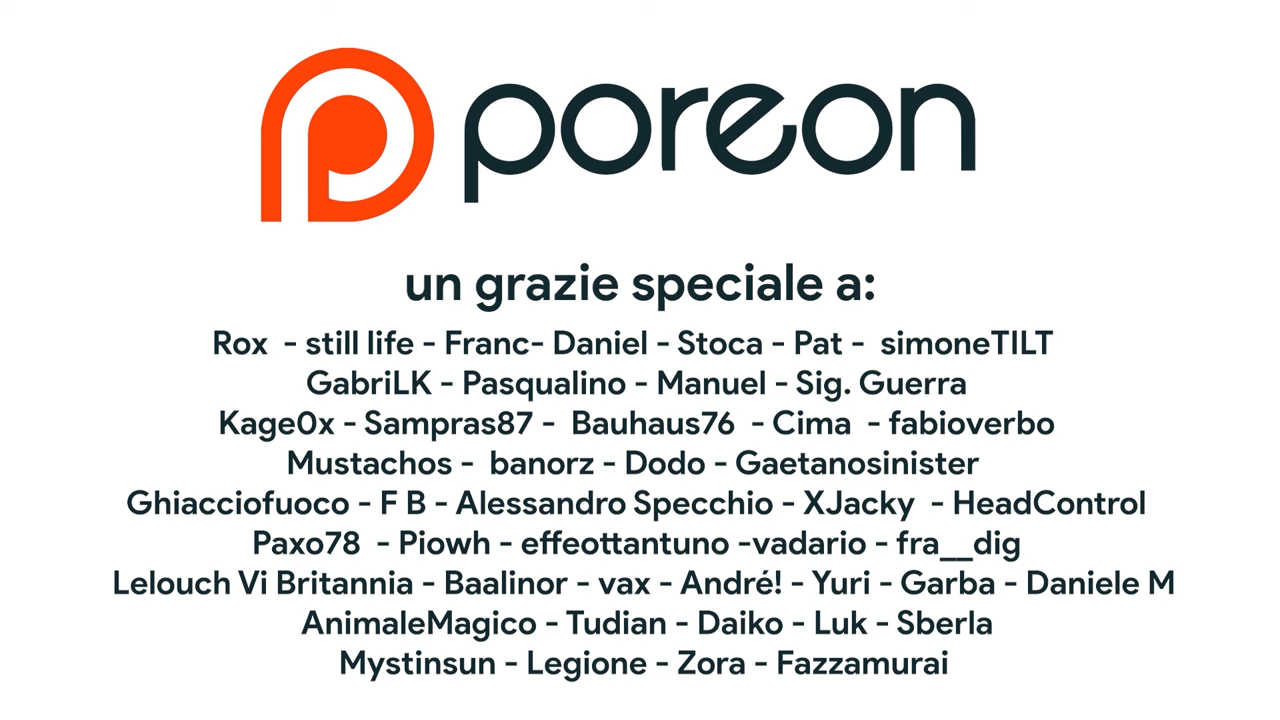 poreon
un grazie speciale a:
Rox - still life - Franc- Daniel - Stoca - Pat - simoneTILT
GabriLK - Pasqualino - Manuel - Sig. Guerra
Kage0x - Sampras87 - Bauhaus76 - Cima - fabioverbo
Mustachos - banorz - Dodo - Gaetanosinister
Ghiacciofuoco - F B - Alessandro Specchio - XJacky - HeadControl
Paxo78 - Piowh - effeottantuno -vadario - fra__dig
Lelouch Vi Britannia - Baalinor - vax - André! - Yuri - Garba - Daniele M
AnimaleMagico - Tudian - Daiko - Luk - Sberla
Mystinsun - Legione - Zora - Fazzamurai